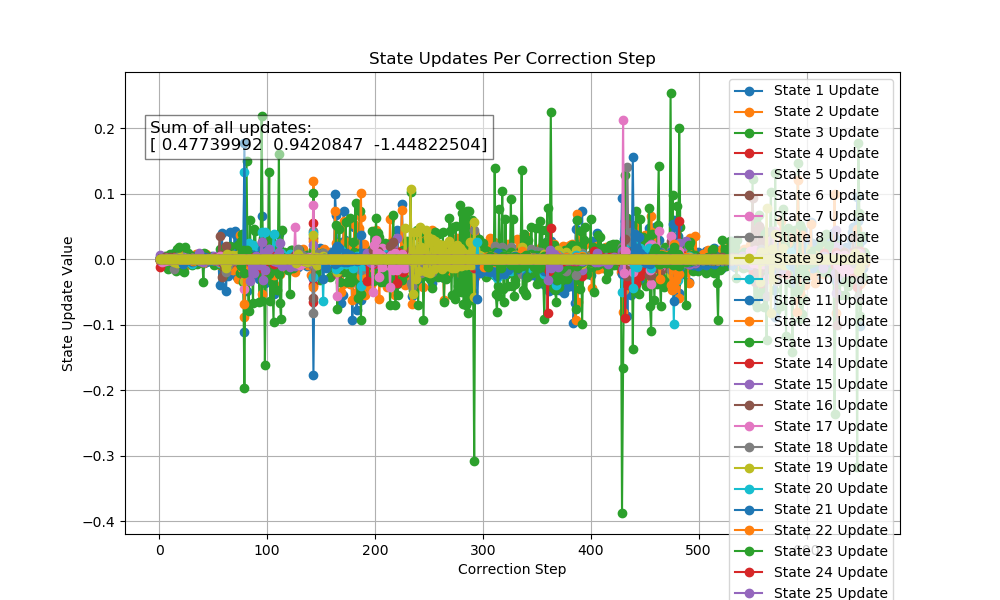 State Updates Per Correction Step
Sum of all updates:
[ 0.47739992  0.9420847  -1.44822504]
State Update Value
0.2
0.1
0.0
−0.1
−0.2
−0.3
−0.4
0
100
200
300
400
500
600
Correction Step
State 1 Update
State 2 Update
State 3 Update
State 4 Update
State 5 Update
State 6 Update
State 7 Update
State 8 Update
State 9 Update
State 10 Update
State 11 Update
State 12 Update
State 13 Update
State 14 Update
State 15 Update
State 16 Update
State 17 Update
State 18 Update
State 19 Update
State 20 Update
State 21 Update
State 22 Update
State 23 Update
State 24 Update
State 25 Update